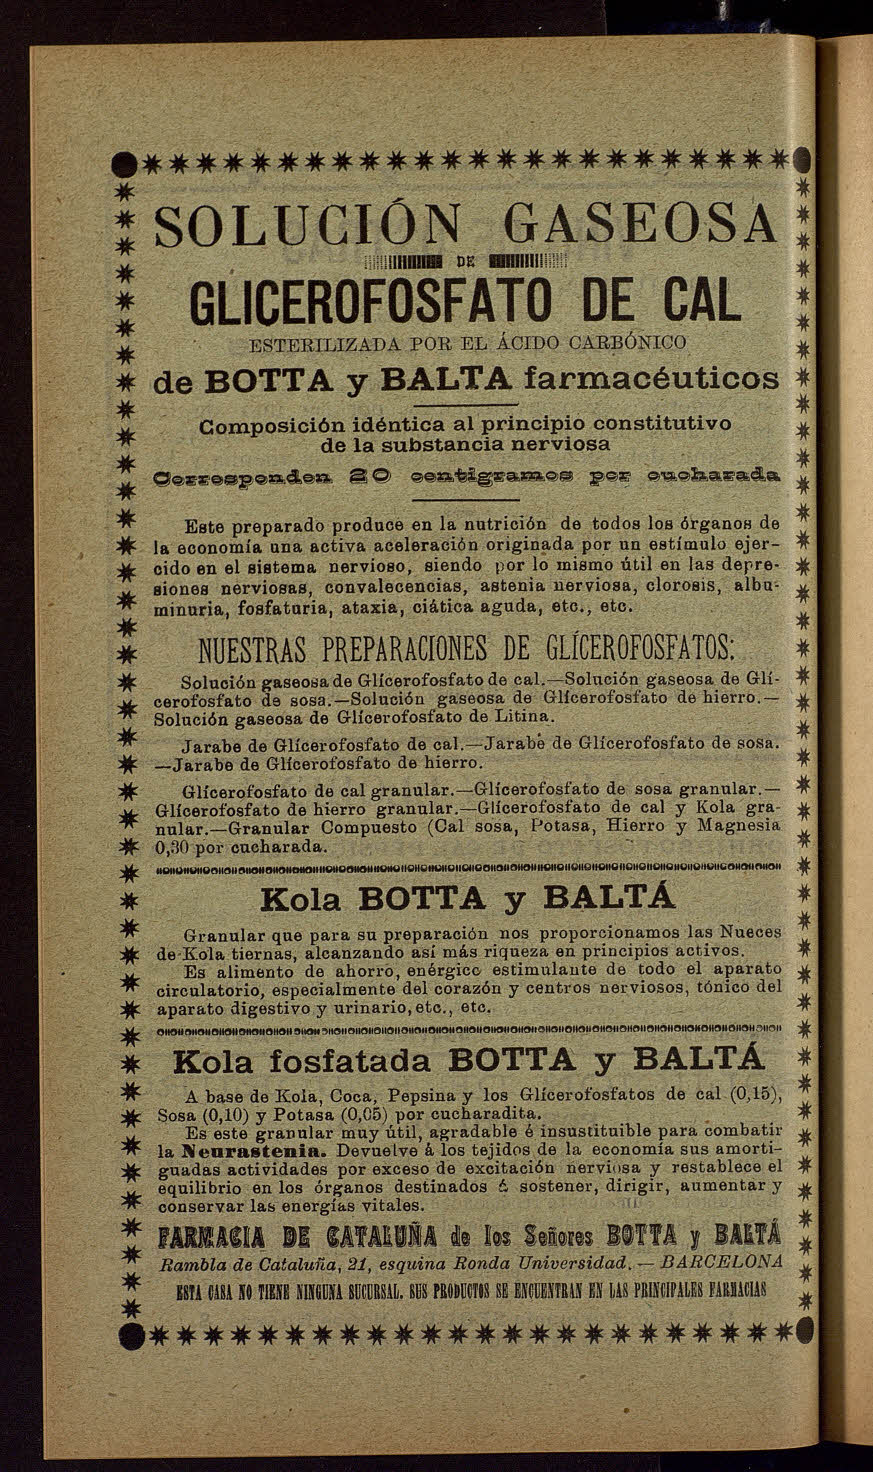 SOLUCIÓN GASEOSA
DE
GLICEROFOSFATO DE CAL
ESTERILIZADA POR EL ÁCIDO CARBÓNICO
de BOTTA y BALTA farmacéuticos
Composición idéntica al principio constitutivo
de la substancia nerviosa
Corresponden 20 centigramos por cucharada
Este preparado produce en la nutrición de todos los órganos de
la economía una activa aceleración originada por un estímulo ejer-
cido en el sistema nervioso, siendo por lo mismo útil en las depre-
siones nerviosas, convalecencias, astenia nerviosa, clorosis, albu-
minuria, fosfaturia, ataxia, ciática aguda, etc., etc.
NUESTRAS PREPARACIONES DE GLÍCEROFOSFATOS:
Solución gaseosa de Glícerofosfato de cal.—Solución gaseosa de Glí-
cerofosfato de sosa.—Solución gaseosa de Glícerofosfato de hierro.—
Solución gaseosa de Glícerofosfato de Litina.
Jarabe de Glícerofosfato de cal.—Jarabe de Glícerofosfato de sosa.
—Jarabe de Glícerofosfato de hierro.
Glícerofosfato de cal granular.—Glícerofosfato de sosa granular.—
Glícerofosfato de hierro granular.—Glícerofosfato de cal y Kola gra-
nular.—Granular Compuesto (Cal sosa, Potasa, Hierro y Magnesia
0,30 por cucharada.
Kola BOTTA y BALTÁ
Granular que para su preparación nos proporcionamos las Nueces
de Kola tiernas, alcanzando así más riqueza en principios activos.
Es alimento de ahorro, enérgico estimulante de todo el aparato
circulatorio, especialmente del corazón y centros nerviosos, tónico del
aparato digestivo y urinario, etc., etc.
Kola fosfatada BOTTA y BALTÁ
A base de Kola, Coca, Pepsina y los Glícerofosfatos de cal (0,15),
Sosa (0,10) y Potasa (0,05) por cucharadita.
Es este granular muy útil, agradable é insustituible para combatir
la Neurastenia. Devuelve á los tejidos de la economía sus amorti-
guadas actividades por exceso de excitación nerviosa y restablece el
equilibrio en los órganos destinados á sostener, dirigir, aumentar y
conservar las energías vitales.
FARMACIA DE CATALUÑA de los Señores BOTTA y BALTÁ
Rambla de Cataluña, 21, esquina Ronda Universidad. — BARCELONA
ESTA CASA NO TIENE NINGUNA SUCURSAL. SUS PRODUCTOS SE ENCUENTRAN EN LAS PRINCIPALES FARMACIAS